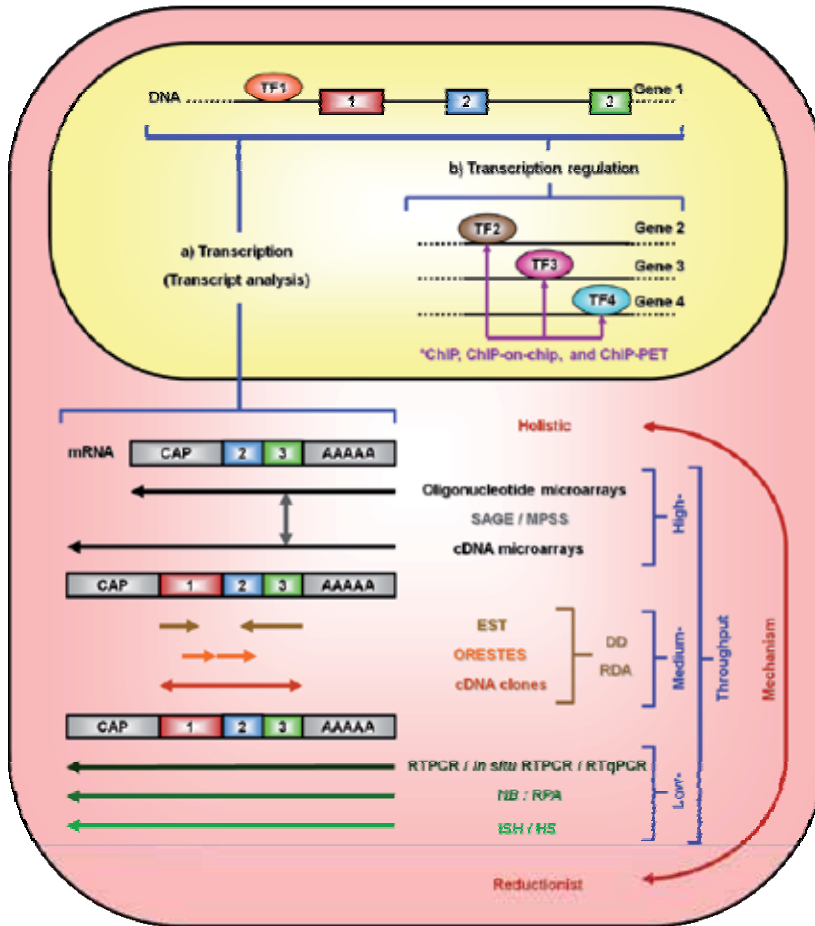 DNA
TF1
1
2
3
Gene 1
b) Transcription regulation
a) Transcription
(Transcript analysis)
TF2
Gene 2
TF3
Gene 3
TF4
Gene 4
*ChIP, ChIP-on-chip, and ChIP-PET
Holistic
mRNA
CAP
2
3
AAAAA
Oligonucleotide microarrays
SAGE / MPSS
cDNA microarrays
High-
CAP
1
2
3
AAAAA
EST
ORESTES
cDNA clones
DD
RDA
Medium-
Throughput
Mechanism
CAP
1
2
3
AAAAA
RTPCR / in situ RTPCR / RTqPCR
NB / RPA
ISH / HS
Low-
Reductionist